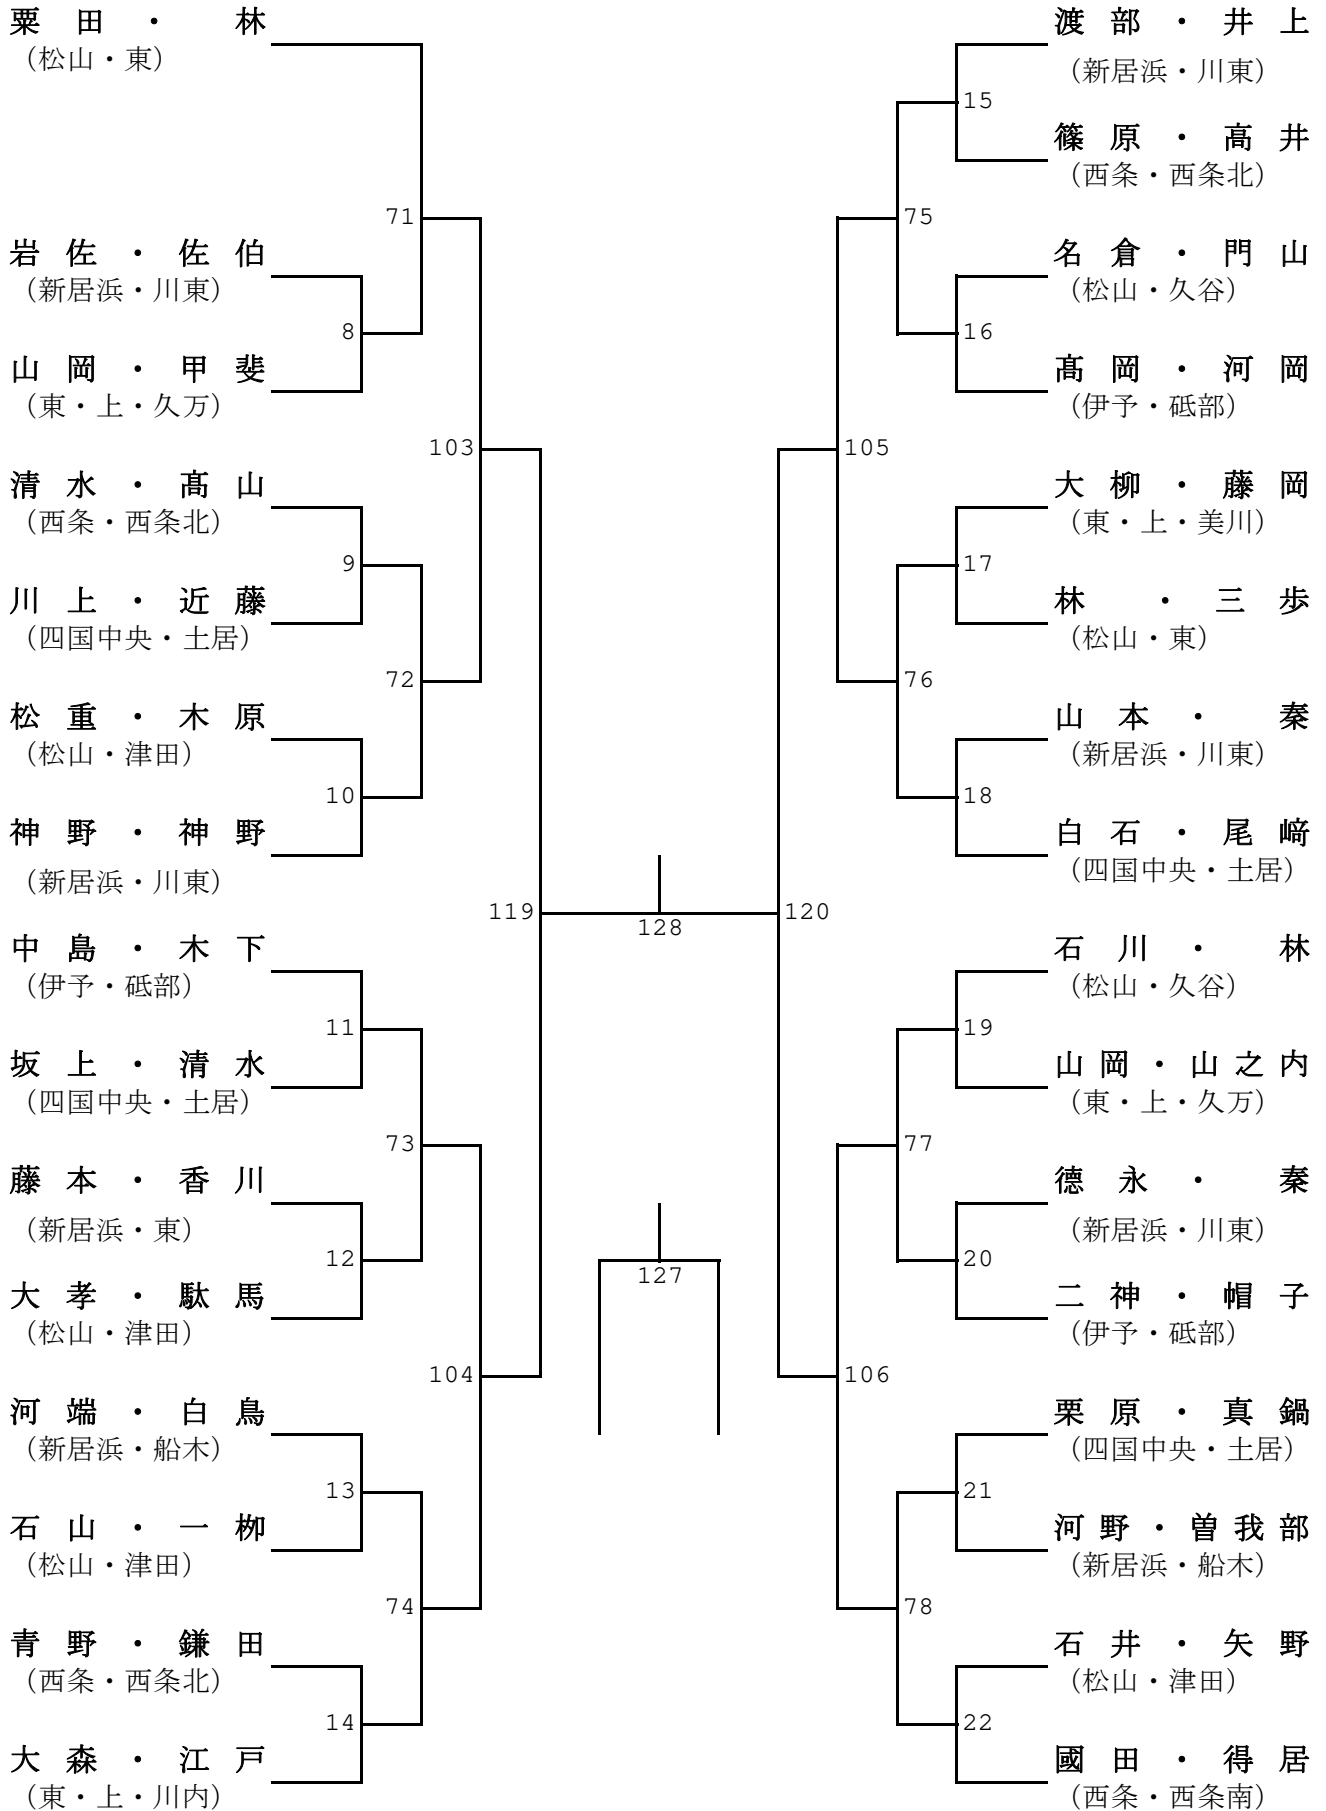 粟田・林
（松山・東）
71
岩佐・佐伯
（新居浜・川東）
8
山岡・甲斐
（東・上・久万）
103
清水・髙山
（西条・西条北）
9
川上・近藤
（四国中央・土居）
72
松重・木原
（松山・津田）
10
神野・神野
（新居浜・川東）
119
中島・木下
（伊予・砥部）
11
坂上・清水
（四国中央・土居）
73
藤本・香川
（新居浜・東）
12
大孝・駄馬
（松山・津田）
104
河端・白鳥
（新居浜・船木）
13
石山・一栁
（松山・津田）
74
青野・鎌田
（西条・西条北）
14
大森・江戸
（東・上・川内）
128
127
渡部・井上
（新居浜・川東）
15
篠原・高井
（西条・西条北）
75
名倉・門山
（松山・久谷）
16
髙岡・河岡
（伊予・砥部）
105
大柳・藤岡
（東・上・美川）
17
林・三歩
（松山・東）
76
山本・秦
（新居浜・川東）
18
白石・尾﨑
（四国中央・土居）
120
石川・林
（松山・久谷）
19
山岡・山之内
（東・上・久万）
77
德永・秦
（新居浜・川東）
20
二神・帽子
（伊予・砥部）
106
栗原・真鍋
（四国中央・土居）
21
河野・曽我部
（新居浜・船木）
78
石井・矢野
（松山・津田）
22
國田・得居
（西条・西条南）